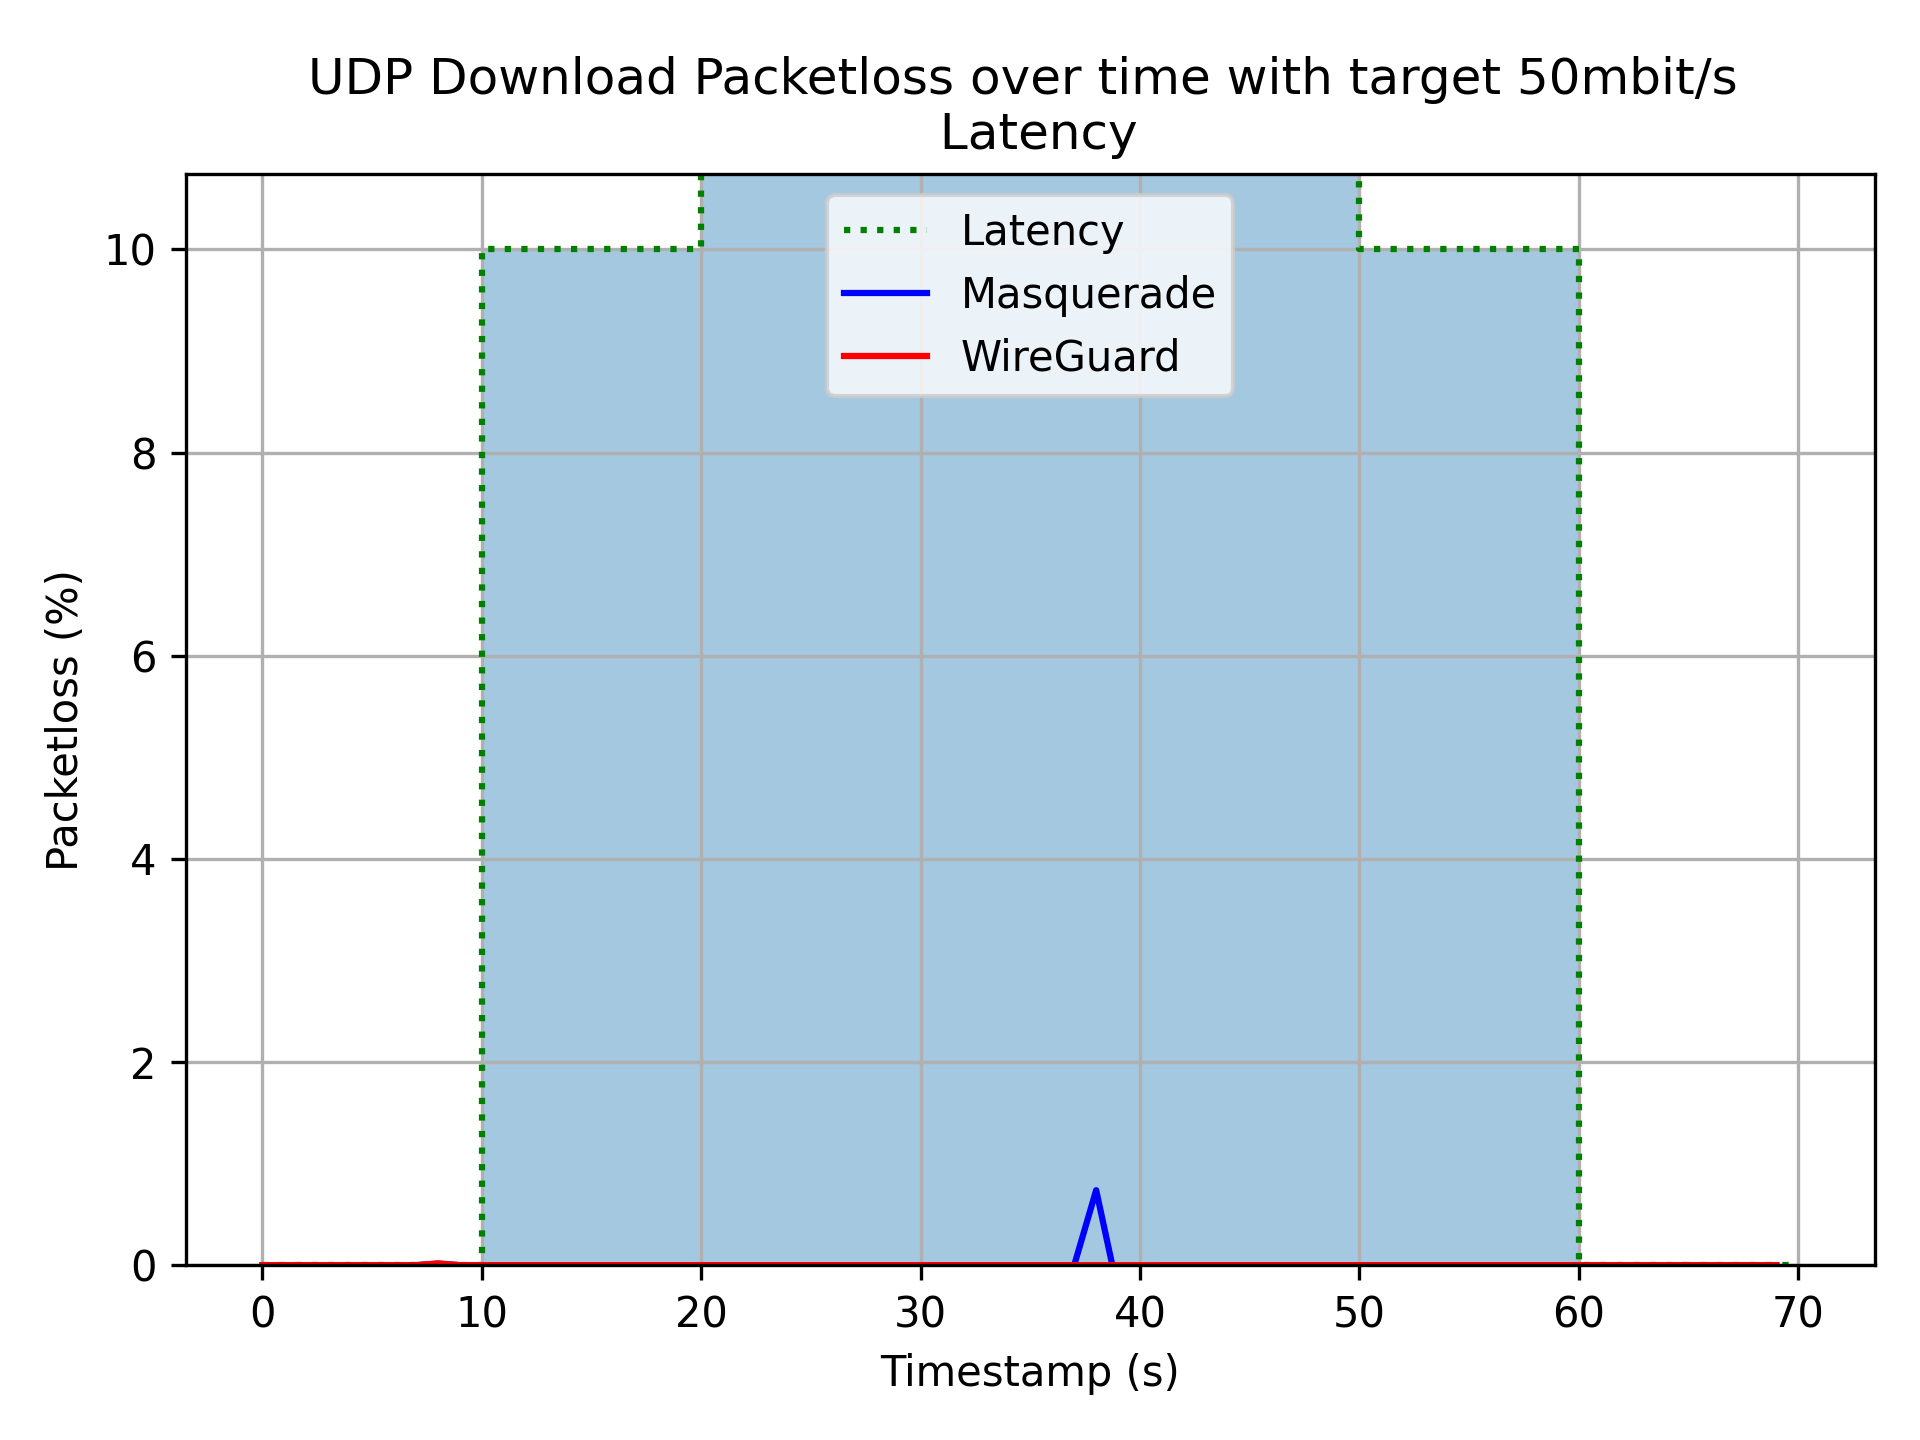 UDP Download Packetloss over time with target 50mbit/s
Latency
Latency
Masquerade
WireGuard
Packetloss (%)
10
8
6
4
2
0
0 10 20 30 40 50 60 70
Timestamp (s)